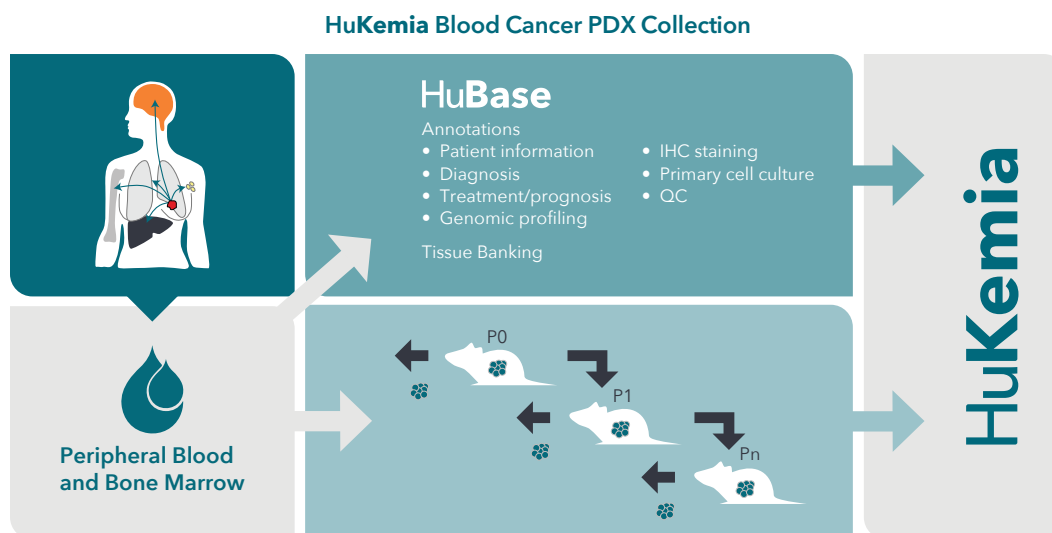 HuKemia Blood Cancer PDX Collection
HuBase
Annotations
• Patient information
• Diagnosis
• Treatment/prognosis
• Genomic profiling
• IHC staining
• Primary cell culture
• QC
Tissue Banking
Peripheral Blood
and Bone Marrow
P0
P1
Pn
HuKemia